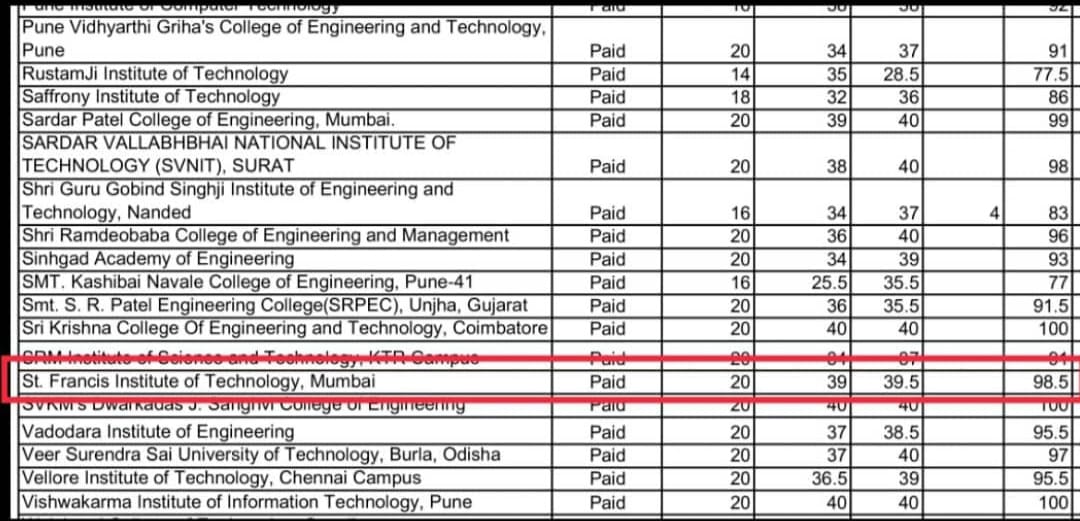 Pune Institute of Computer Technology Paid 10 92
Pune Vidhyarthi Griha's College of Engineering and Technology,
Pune Paid 20 34 37 91
RustamJi Institute of Technology Paid 14 35 28.5 77.5
Saffrony Institute of Technology Paid 18 32 36 86
Sardar Patel College of Engineering, Mumbai. Paid 20 39 40 99
SARDAR VALLABHBHAI NATIONAL INSTITUTE OF
TECHNOLOGY (SVNIT), SURAT Paid 20 38 40 98
Shri Guru Gobind Singhji Institute of Engineering and
Technology, Nanded Paid 16 34 37 4 83
Shri Ramdeobaba College of Engineering and Management Paid 20 36 40 96
Sinhgad Academy of Engineering Paid 20 34 39 93
SMT. Kashibai Navale College of Engineering, Pune-41 Paid 16 25.5 35.5 77
Smt. S. R. Patel Engineering College(SRPEC), Unjha, Gujarat Paid 20 36 35.5 91.5
Sri Krishna College Of Engineering and Technology, Coimbatore Paid 20 40 40 100
SRM Institute of Science and Technology, KTR Campus Paid 20 91
St. Francis Institute of Technology, Mumbai Paid 20 39 39.5 98.5
SVKM'S Dwarkadas J. Sanghvi College of Engineering Paid 20 40 40 100
Vadodara Institute of Engineering Paid 20 37 38.5 95.5
Veer Surendra Sai University of Technology, Burla, Odisha Paid 20 37 40 97
Vellore Institute of Technology, Chennai Campus Paid 20 36.5 39 95.5
Vishwakarma Institute of Information Technology, Pune Paid 20 40 40 100